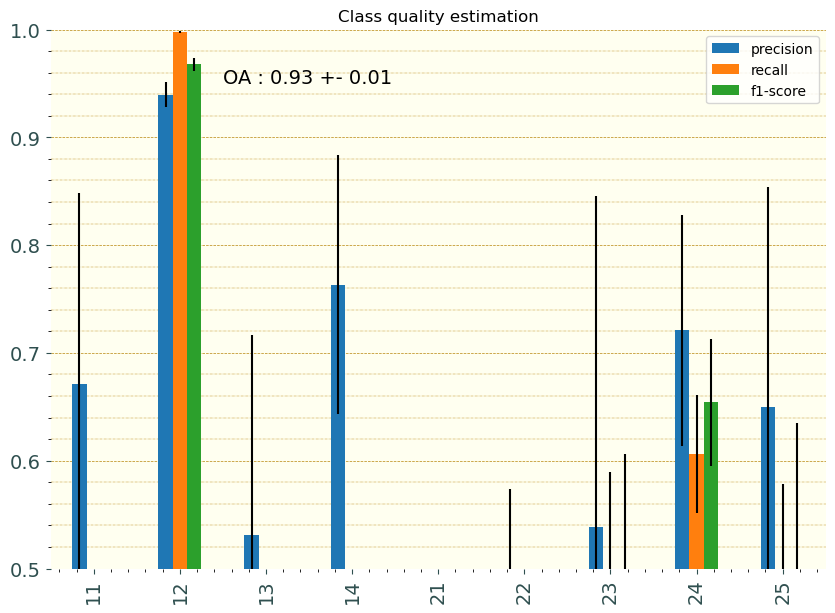 Class quality estimation
1.0
0.9
0.8
0.7
0.6
0.5
OA : 0.93 +- 0.01
precision
recall
f1-score
11 12 13 14 21 22 23 24 25